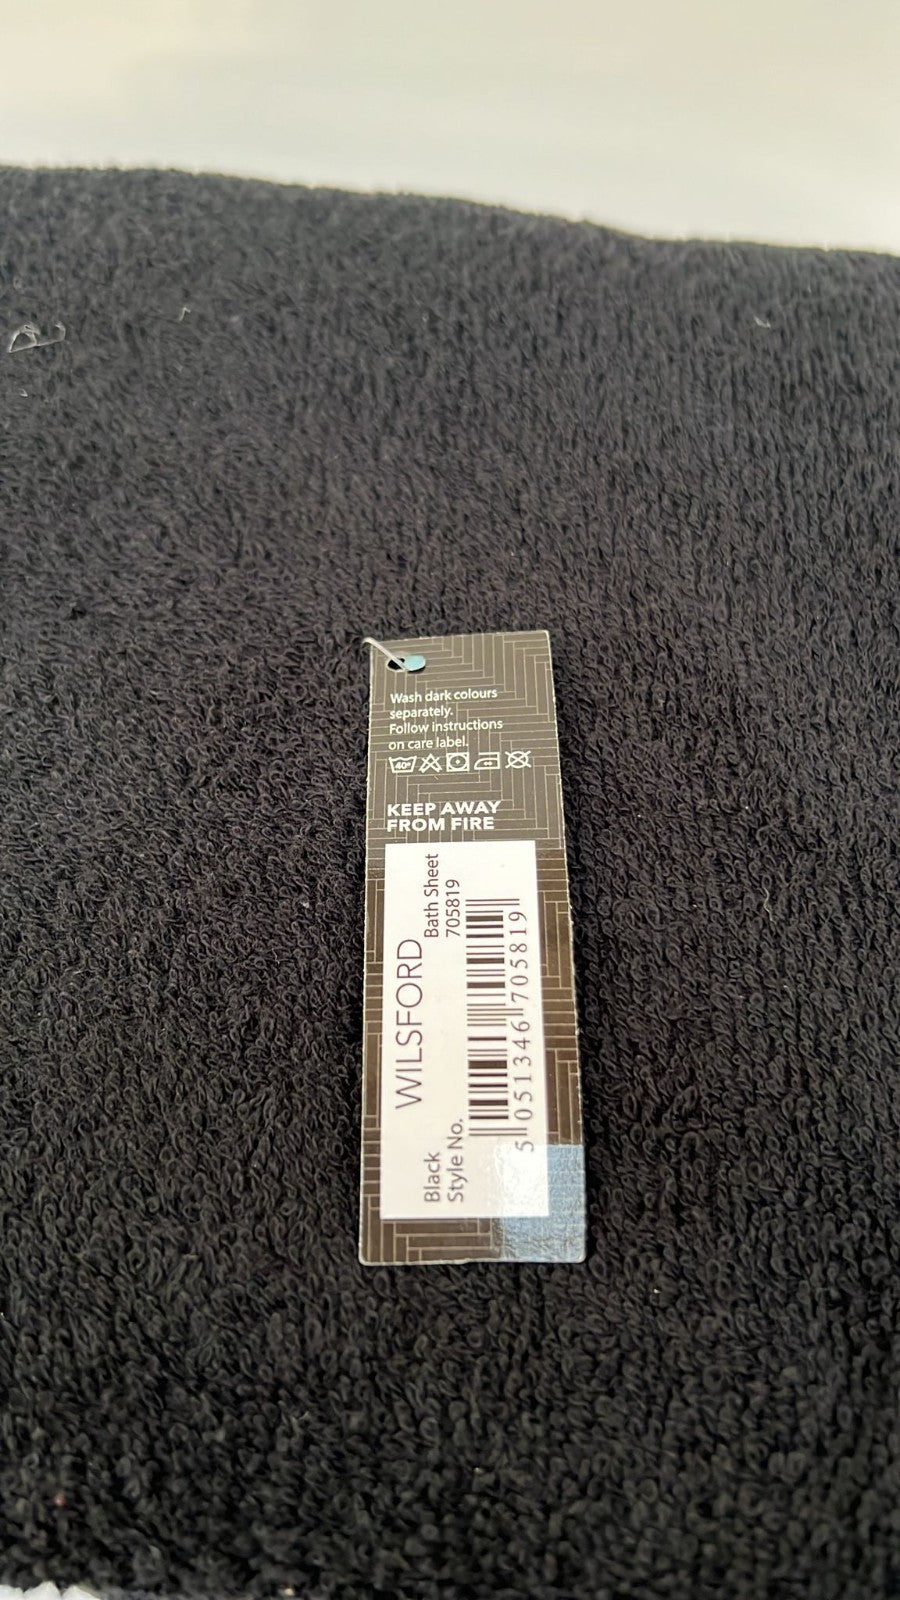 Wash dark colours
separately.
Follow instructions
on care label.
40°
KEEP AWAY
FROM FIRE
WILSFORD
Black Bath Sheet
Style No. 705819
5 051346 705819